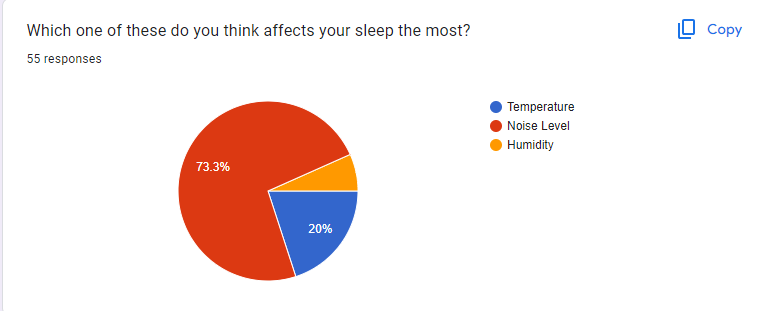 Which one of these do you think affects your sleep the most?
Copy
55 responses
Temperature
Noise Level
Humidity
73.3%
20%